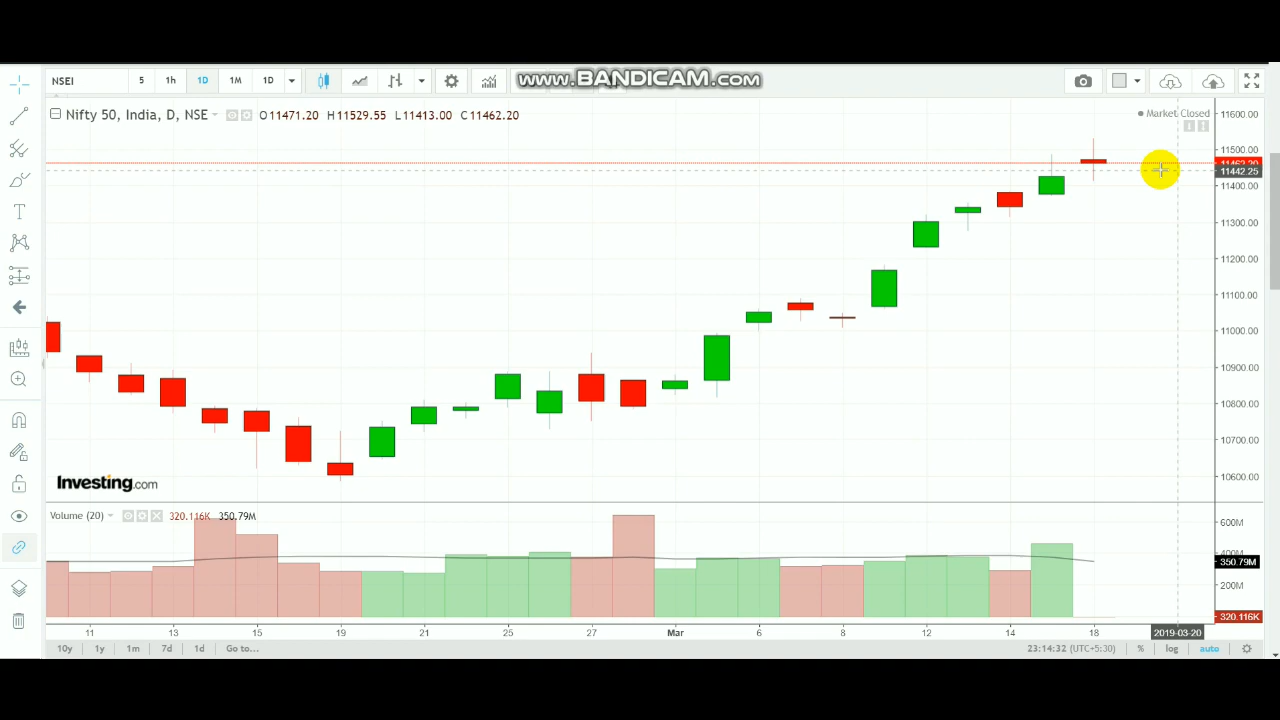 www.BANDICAM.com
NSEI 5 1h 1D 1M 1D
Nifty 50, India, D, NSE O11471.20 H11529.55 L11413.00 C11462.20
Market Closed
11600.00
11500.00
11462.20
11442.25
11400.00
11300.00
11200.00
11100.00
11000.00
10900.00
10800.00
10700.00
10600.00
Investing.com
Volume (20) 320.116K 350.79M
600M
400M
350.79M
200M
320.116K
11 13 15 19 21 25 27 Mar 6 8 12 14 18 2019-03-20
10y 1y 1m 7d 1d Go to... 23:14:32 (UTC+5:30) % log auto